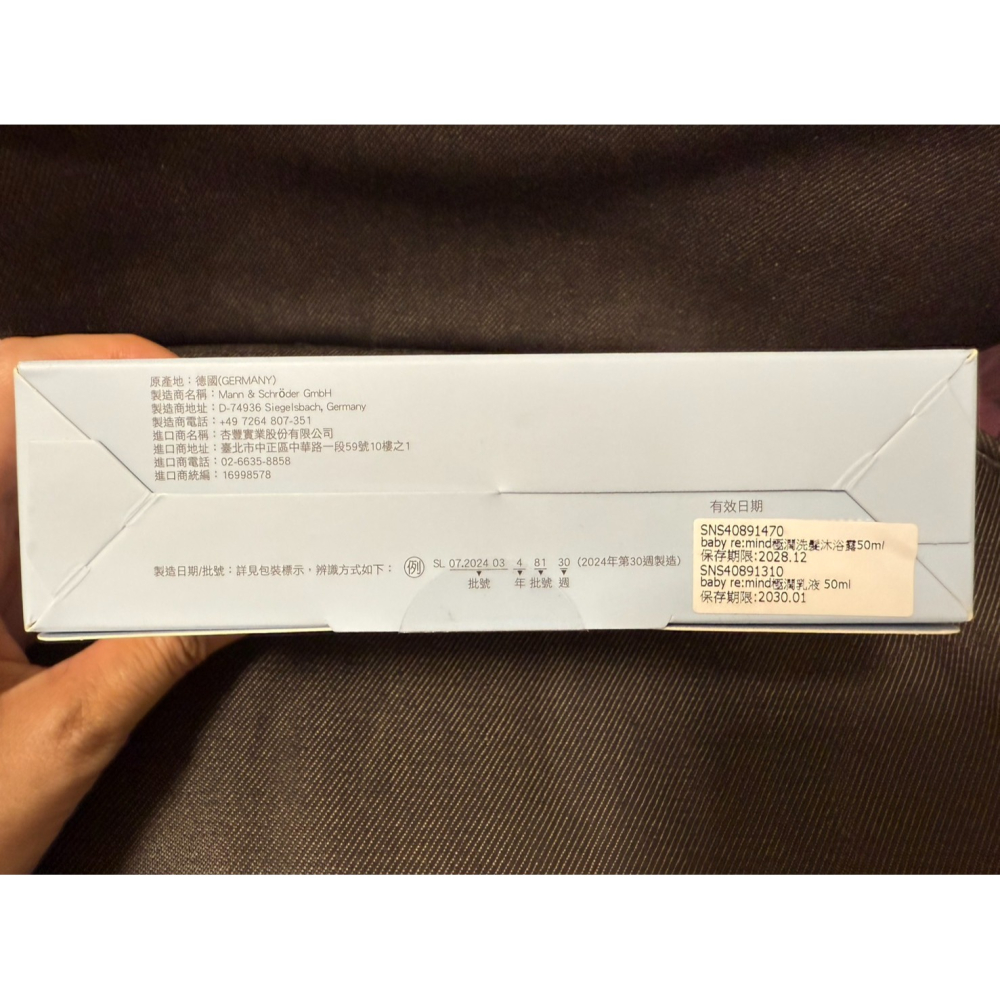 原產地：德國(GERMANY)
製造商名稱：Mann & Schröder GmbH
製造商地址：D-74936 Siegelsbach, Germany
製造商電話：+49 7264 807-351
進口商名稱：杏豐實業股份有限公司
進口商地址：臺北市中正區中華路一段59號10樓之1
進口商電話：02-6635-8858
進口商統編：16998578
有效日期
SNS40891470
baby re:mind極潤洗髮沐浴露50ml
保存期限:2028.12
SNS40891310
baby re:mind極潤乳液 50ml
保存期限:2030.01
製造日期/批號：詳見包裝標示，辨識方式如下： 例 SL 07.2024 03 4 81 30 (2024年第30週製造)
批號 年 批號 週